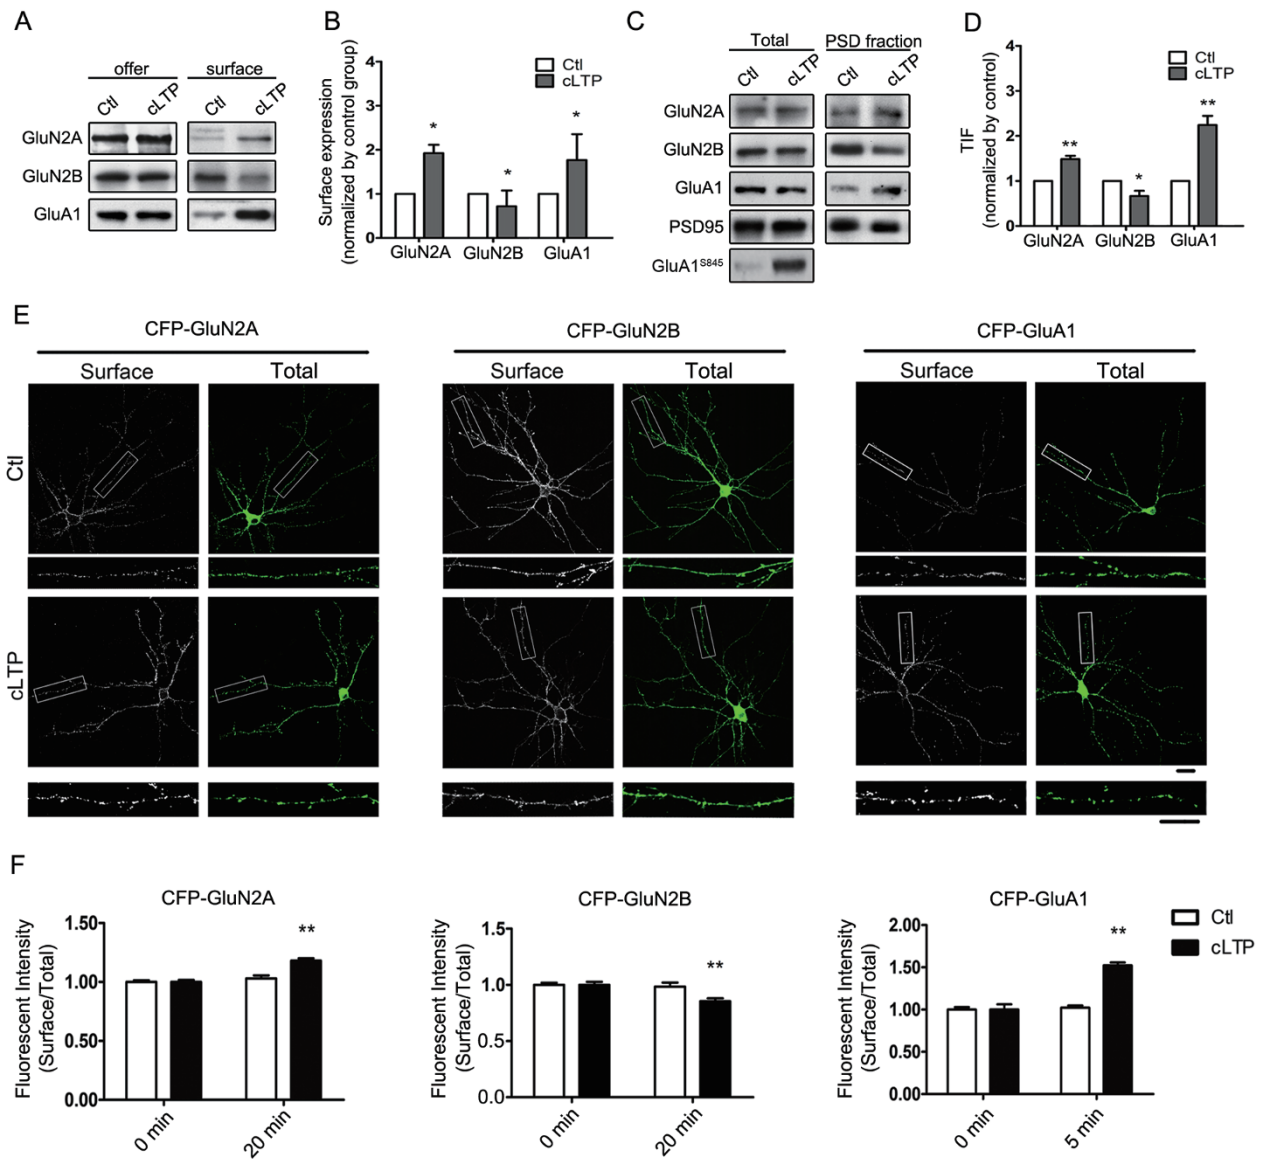 A
offer surface
Ctl cLTP Ctl cLTP
GluN2A
GluN2B
GluA1
B
Surface expression
(normalized by control group)
4
3
2
1
0
Ctl
cLTP
* * *
GluN2A GluN2B GluA1
C
Total PSD fraction
Ctl cLTP Ctl cLTP
GluN2A
GluN2B
GluA1
PSD95
GluA1S845
D
TIF
(normalized by control)
4
3
2
1
0
Ctl
cLTP
** * **
GluN2A GluN2B GluA1
E
CFP-GluN2A CFP-GluN2B CFP-GluA1
Surface Total Surface Total Surface Total
Ctl
cLTP
F
CFP-GluN2A
Fluorescent Intensity
(Surface/Total)
1.50
1.00
0.50
0.00
**
0 min 20 min
CFP-GluN2B
Fluorescent Intensity
(Surface/Total)
1.5
1.0
0.5
0.0
**
0 min 20 min
CFP-GluA1
Fluorescent Intensity
(Surface/Total)
2.00
1.50
1.00
0.50
0.00
**
0 min 5 min
Ctl
cLTP